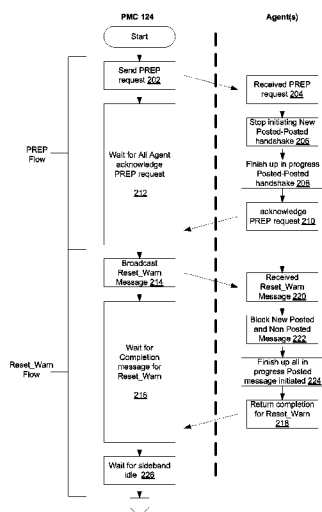 PMC 124
Agent(s)
Start
Send PREP
request 202
Received PREP
request 204
Stop initiating New
Posted-Posted
handshake 206
PREP
Flow
Wait for All Agent
acknowledge
PREP request
212
Finish up in progress
Posted-Posted
handshake 208
acknowledge
PREP request 210
Broadcast
Reset_Warn
Message 214
Received
Reset_Warn
Message 220
Block New Posted
and Non Posted
Message 222
Reset_Warn
Flow
Wait for
Completion
message for
Reset_Warn
216
Finish up all in
progress Posted
message initiated 224
Return completion
for Reset_Warn
218
Wait for sideband
idle 226